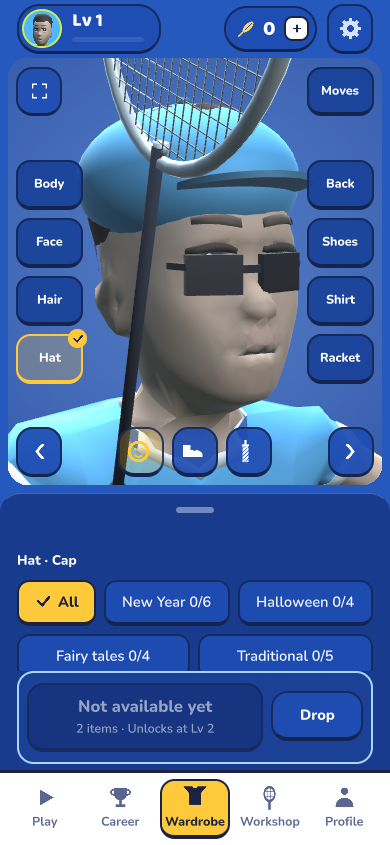 Lv 1
0 +
Moves
Body
Back
Face
Shoes
Hair
Shirt
Hat
Racket
Hat · Cap
All
New Year 0/6
Halloween 0/4
Fairy tales 0/4
Traditional 0/5
Not available yet
2 items · Unlocks at Lv 2
Drop
Play
Career
Wardrobe
Workshop
Profile